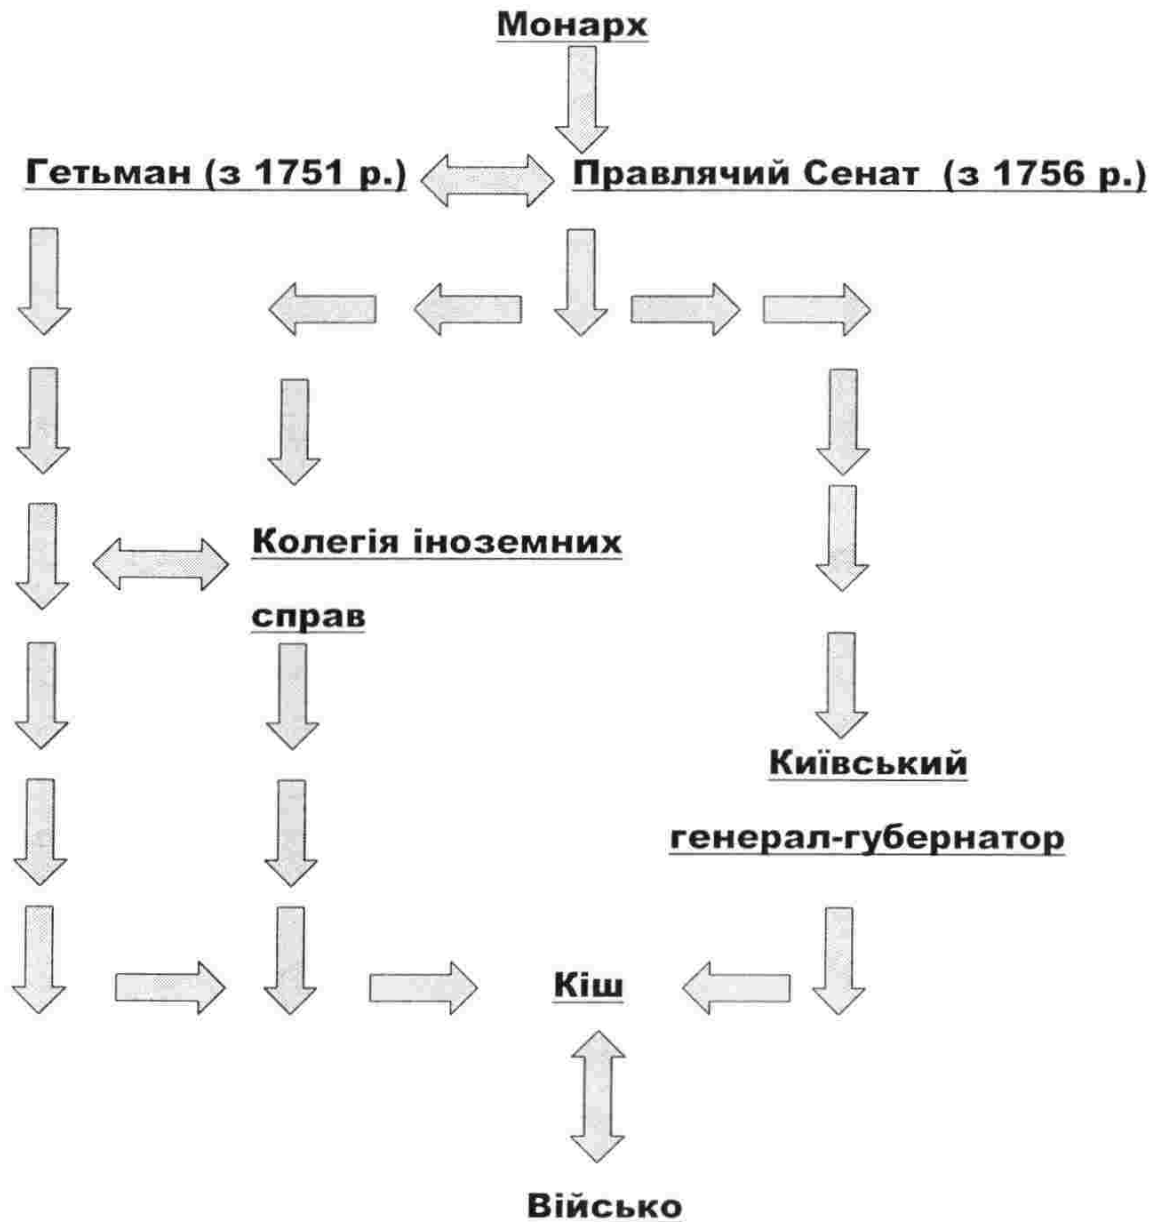 Монарх
Гетьман (з 1751 р.)
Правлячий Сенат (з 1756 р.)
Колегія іноземних
справ
Київський
генерал-губернатор
Кіш
Військо